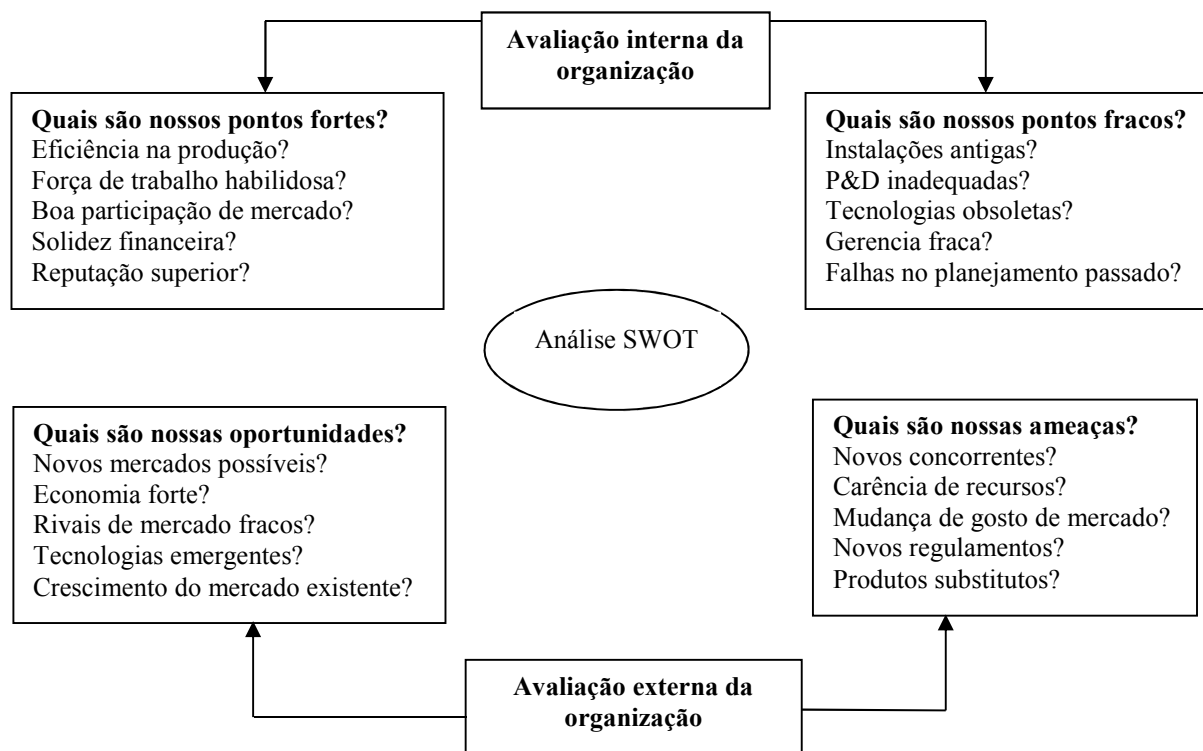 Avaliação interna da
organização
Quais são nossos pontos fortes?
Eficiência na produção?
Força de trabalho habilidosa?
Boa participação de mercado?
Solidez financeira?
Reputação superior?
Quais são nossos pontos fracos?
Instalações antigas?
P&D inadequadas?
Tecnologias obsoletas?
Gerencia fraca?
Falhas no planejamento passado?
Análise SWOT
Quais são nossas oportunidades?
Novos mercados possíveis?
Economia forte?
Rivais de mercado fracos?
Tecnologias emergentes?
Crescimento do mercado existente?
Quais são nossas ameaças?
Novos concorrentes?
Carência de recursos?
Mudança de gosto de mercado?
Novos regulamentos?
Produtos substitutos?
Avaliação externa da
organização